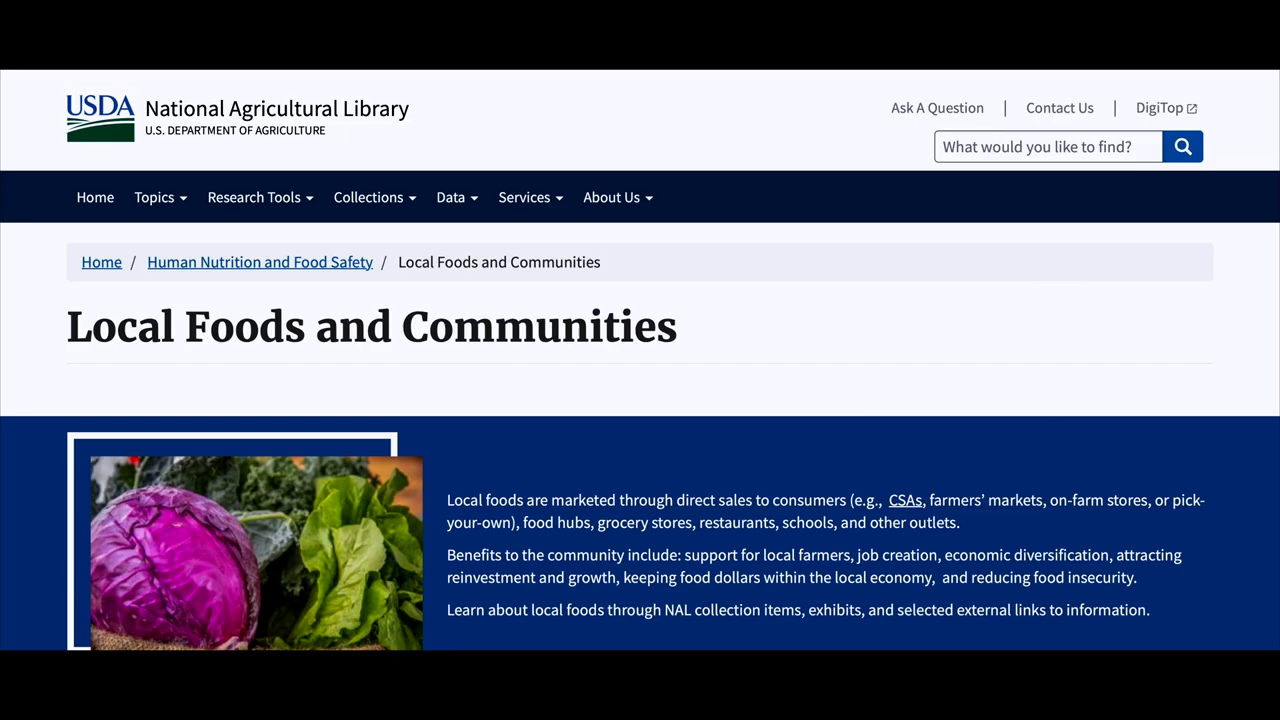 USDA
National Agricultural Library
U.S. DEPARTMENT OF AGRICULTURE
Ask A Question | Contact Us | DigiTop
What would you like to find?
Home Topics Research Tools Collections Data Services About Us
Home / Human Nutrition and Food Safety / Local Foods and Communities
Local Foods and Communities
Local foods are marketed through direct sales to consumers (e.g., CSAs, farmers’ markets, on-farm stores, or pick-
your-own), food hubs, grocery stores, restaurants, schools, and other outlets.
Benefits to the community include: support for local farmers, job creation, economic diversification, attracting
reinvestment and growth, keeping food dollars within the local economy, and reducing food insecurity.
Learn about local foods through NAL collection items, exhibits, and selected external links to information.